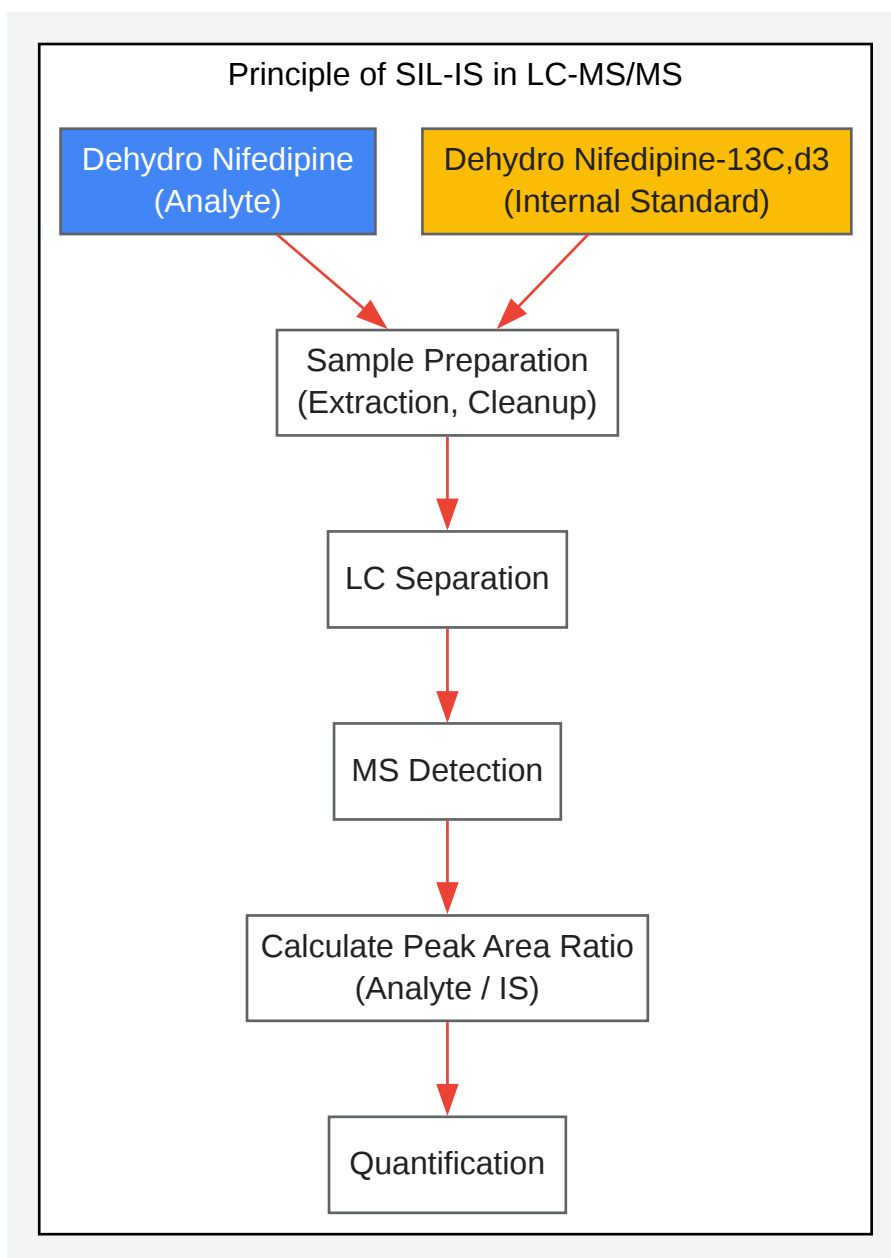 Principle of SIL-IS in LC-MS/MS
Dehydro Nifedipine
(Analyte)
Dehydro Nifedipine-13C,d3
(Internal Standard)
Sample Preparation
(Extraction, Cleanup)
LC Separation
MS Detection
Calculate Peak Area Ratio
(Analyte / IS)
Quantification